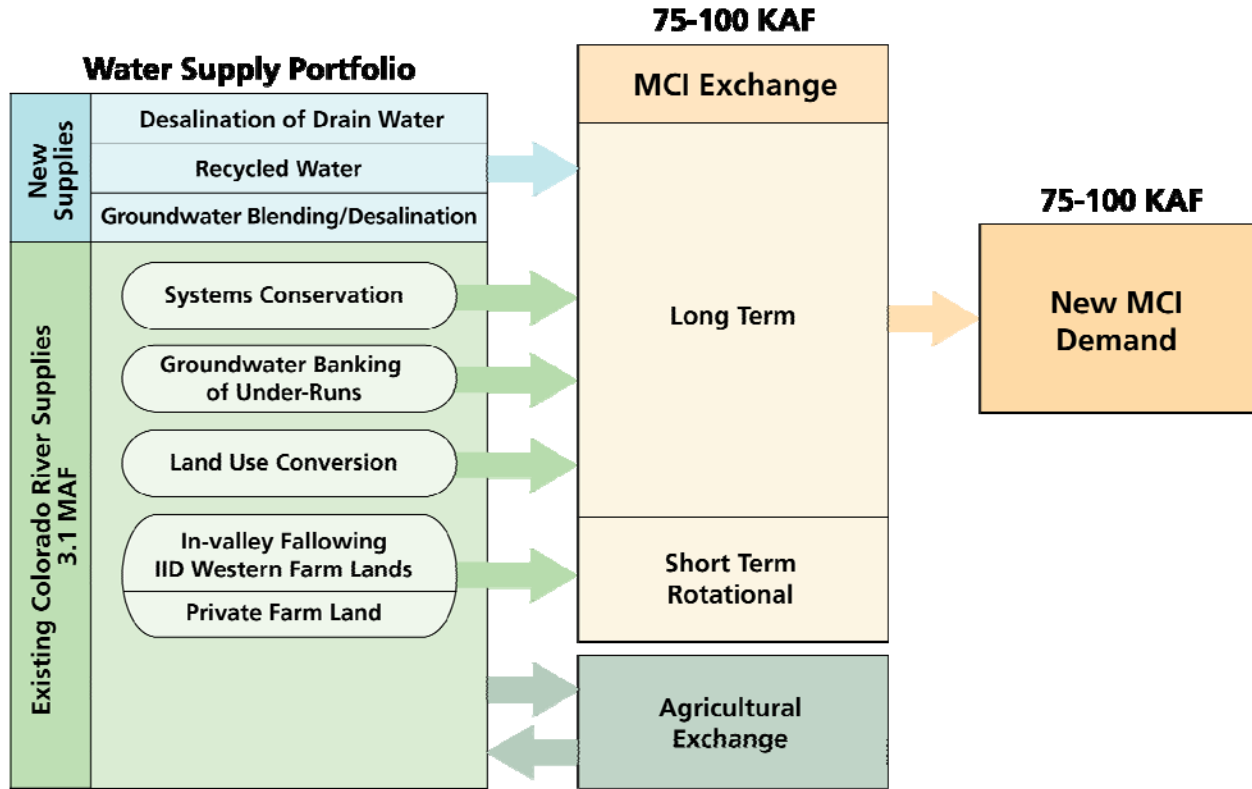 75-100 KAF
Water Supply Portfolio
New
Supplies
Desalination of Drain Water
Recycled Water
Groundwater Blending/Desalination
Existing Colorado River Supplies
3.1 MAF
Systems Conservation
Groundwater Banking
of Under-Runs
Land Use Conversion
In-valley Fallowing
IID Western Farm Lands
Private Farm Land
MCI Exchange
Long Term
Short Term
Rotational
Agricultural
Exchange
75-100 KAF
New MCI
Demand